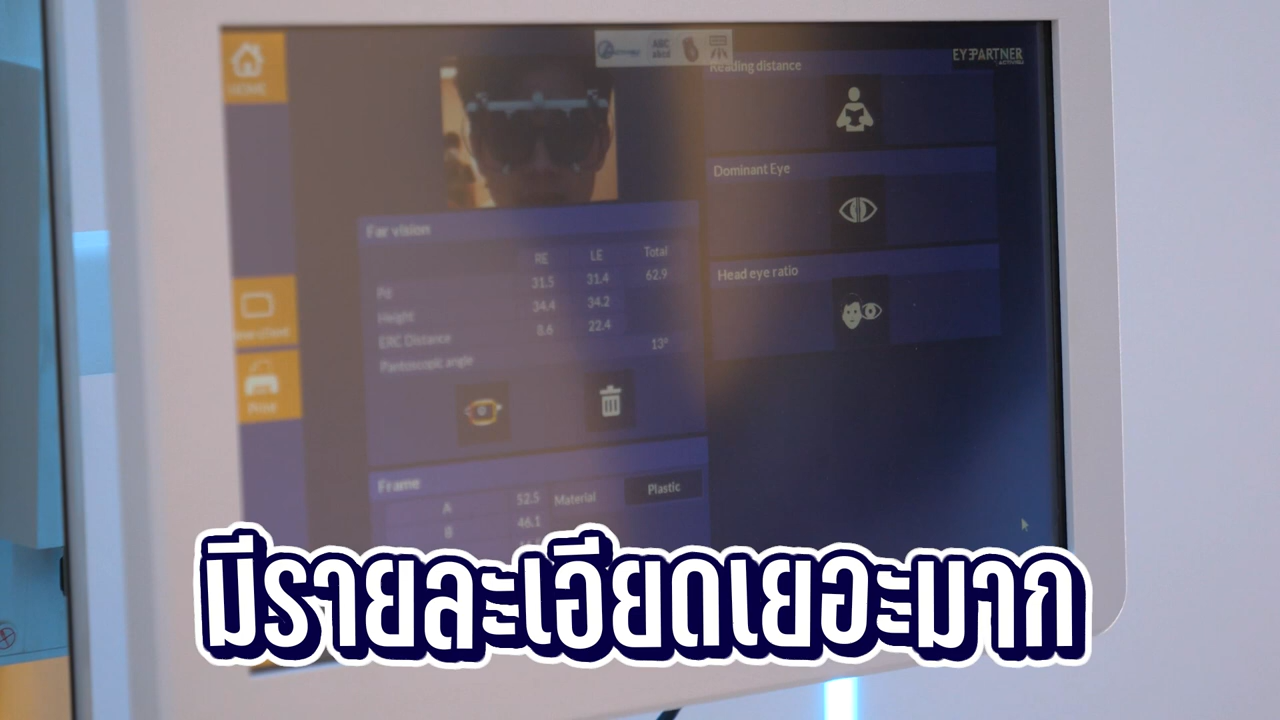 HOME
ABC
abcd
EYEPARTNER
Reading distance
Dominant Eye
Head eye ratio
Far vision
RE LE Total
Pd 31.5 31.4 62.9
Height 34.4 34.2
ERC Distance 8.6 22.4
Pantoscopic angle 13°
Print
Frame
A 52.5 Material Plastic
B 46.1
มีรายละเอียดเยอะมาก